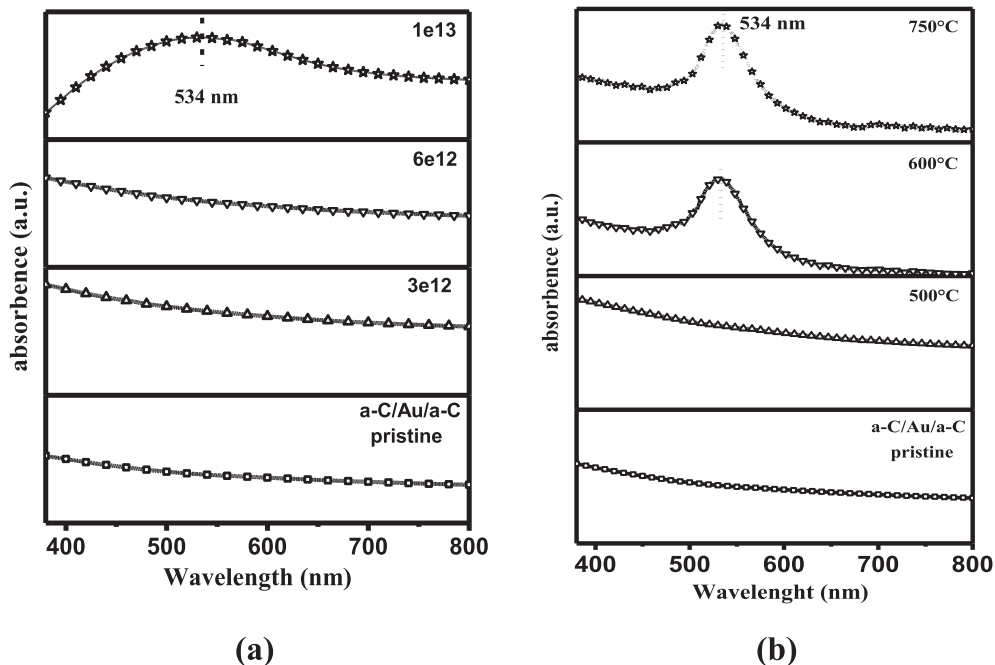 1e13
534 nm
6e12
3e12
a-C/Au/a-C
pristine
400 500 600 700 800
Wavelength (nm)
absorbence (a.u.)
(a)
534 nm
750°C
600°C
500°C
a-C/Au/a-C
pristine
400 500 600 700 800
Wavelenght (nm)
absorbence (a.u.)
(b)